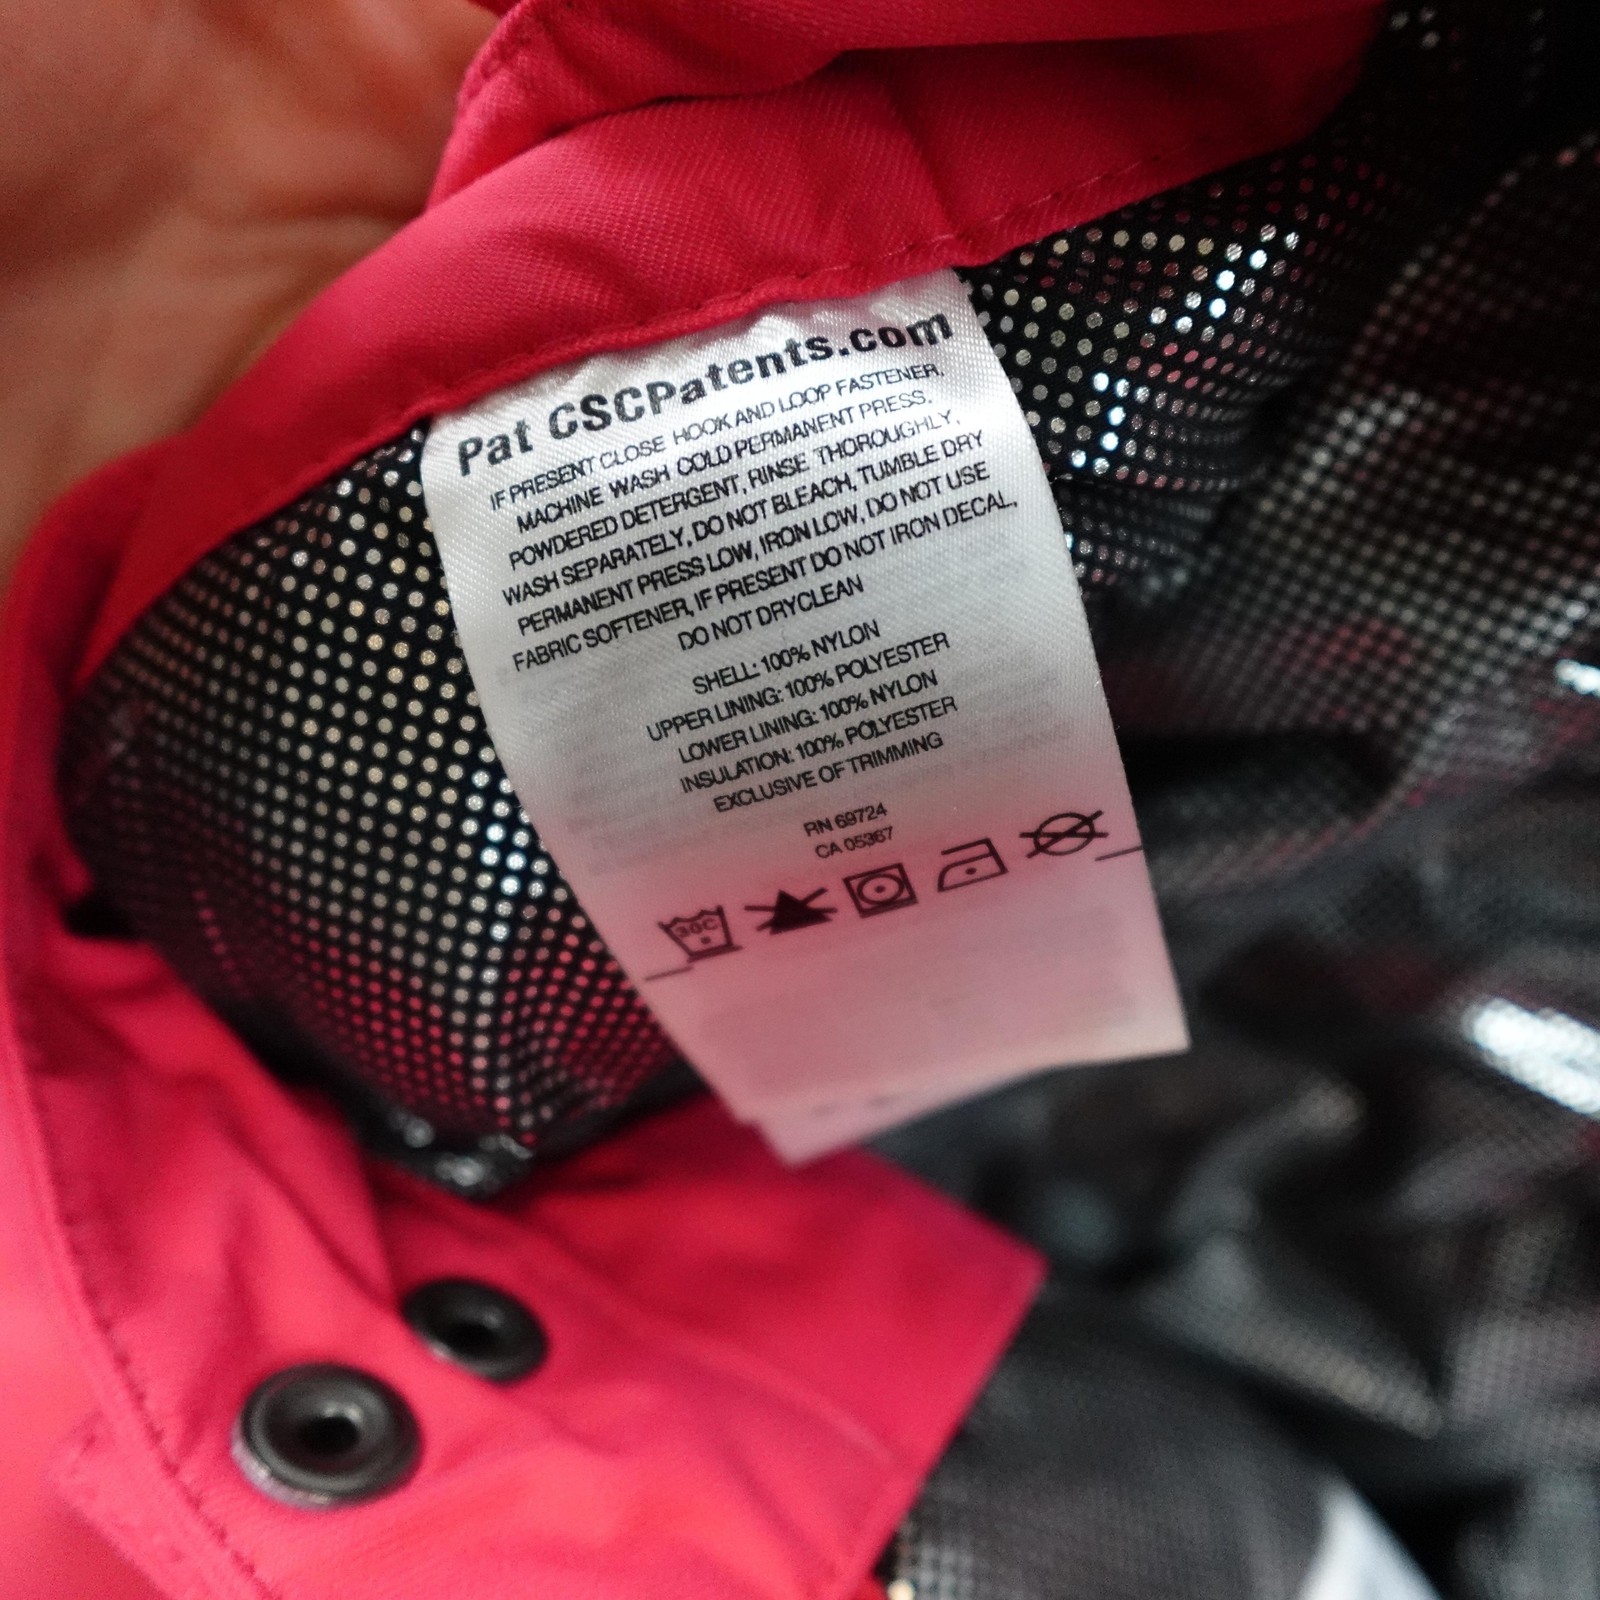 Pat CSCPatents.com
IF PRESENT CLOSE HOOK AND LOOP FASTENER,
MACHINE WASH COLD PERMANENT PRESS,
POWDERED DETERGENT, RINSE THOROUGHLY,
WASH SEPARATELY, DO NOT BLEACH, TUMBLE DRY
PERMANENT PRESS LOW, IRON LOW, DO NOT USE
FABRIC SOFTENER, IF PRESENT DO NOT IRON DECAL,
DO NOT DRYCLEAN
SHELL: 100% NYLON
UPPER LINING: 100% POLYESTER
LOWER LINING: 100% NYLON
INSULATION: 100% POLYESTER
EXCLUSIVE OF TRIMMING
RN 69724
CA 05367
30C